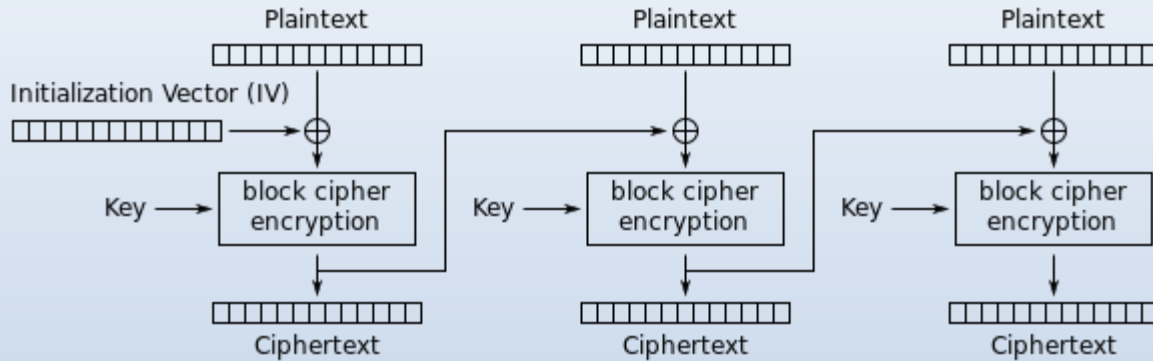 Plaintext
Plaintext
Plaintext
Initialization Vector (IV)
Key
block cipher
encryption
Key
block cipher
encryption
Key
block cipher
encryption
Ciphertext
Ciphertext
Ciphertext